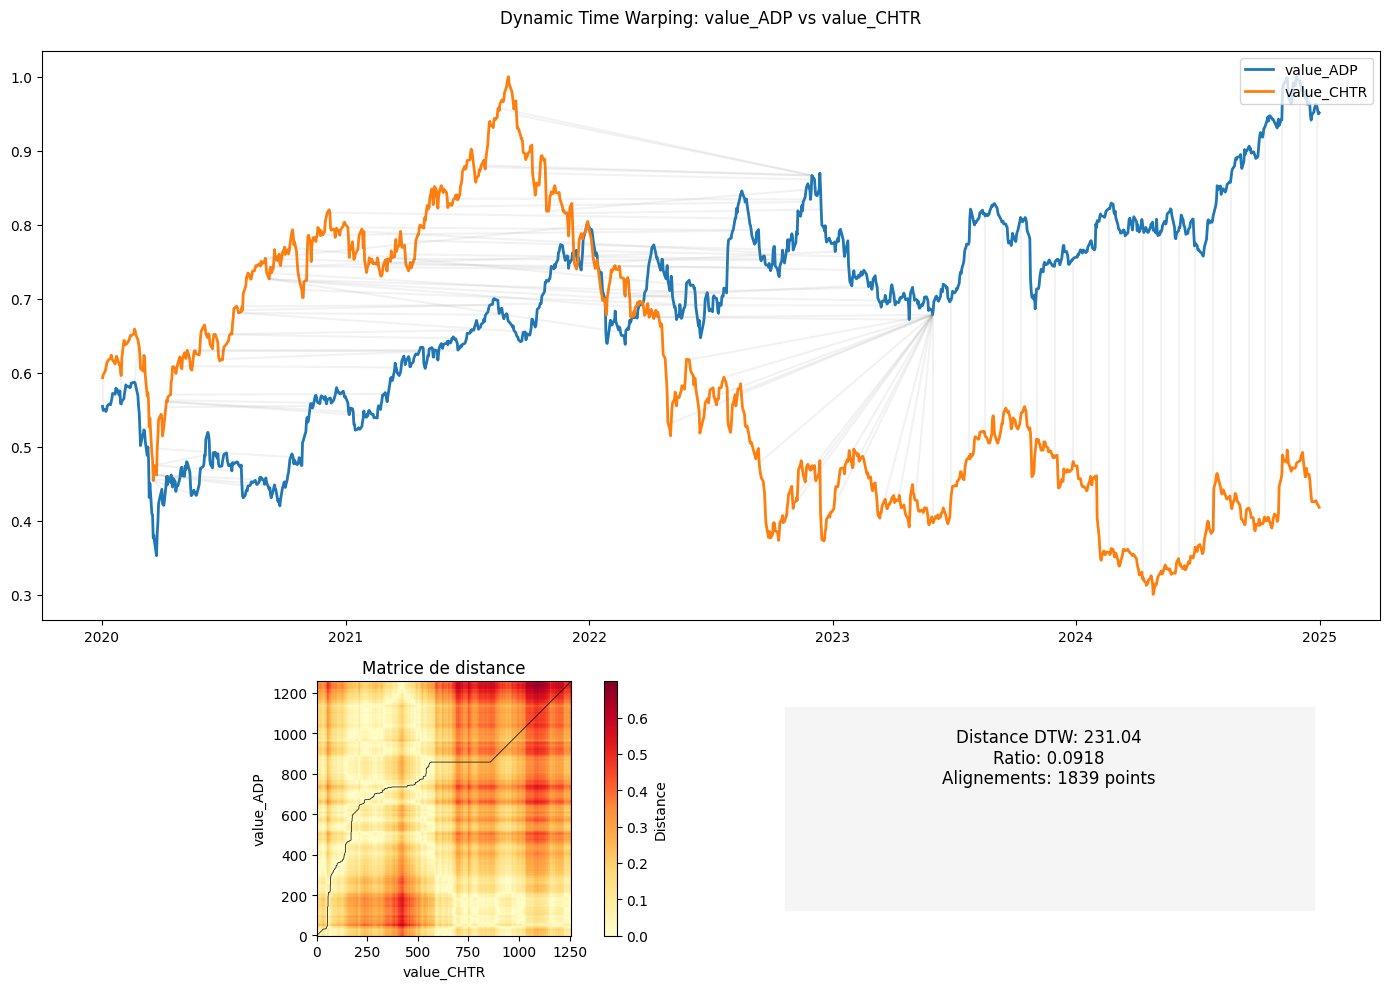 Dynamic Time Warping: value_ADP vs value_CHTR
1.0
0.9
0.8
0.7
0.6
0.5
0.4
0.3
value_ADP
value_CHTR
2020 2021 2022 2023 2024 2025
Matrice de distance
1200
1000
800
600
400
200
0
value_ADP
0 250 500 750 1000 1250
value_CHTR
0.6
0.5
0.4
0.3
0.2
0.1
0.0
Distance
Distance DTW: 231.04
Ratio: 0.0918
Alignements: 1839 points